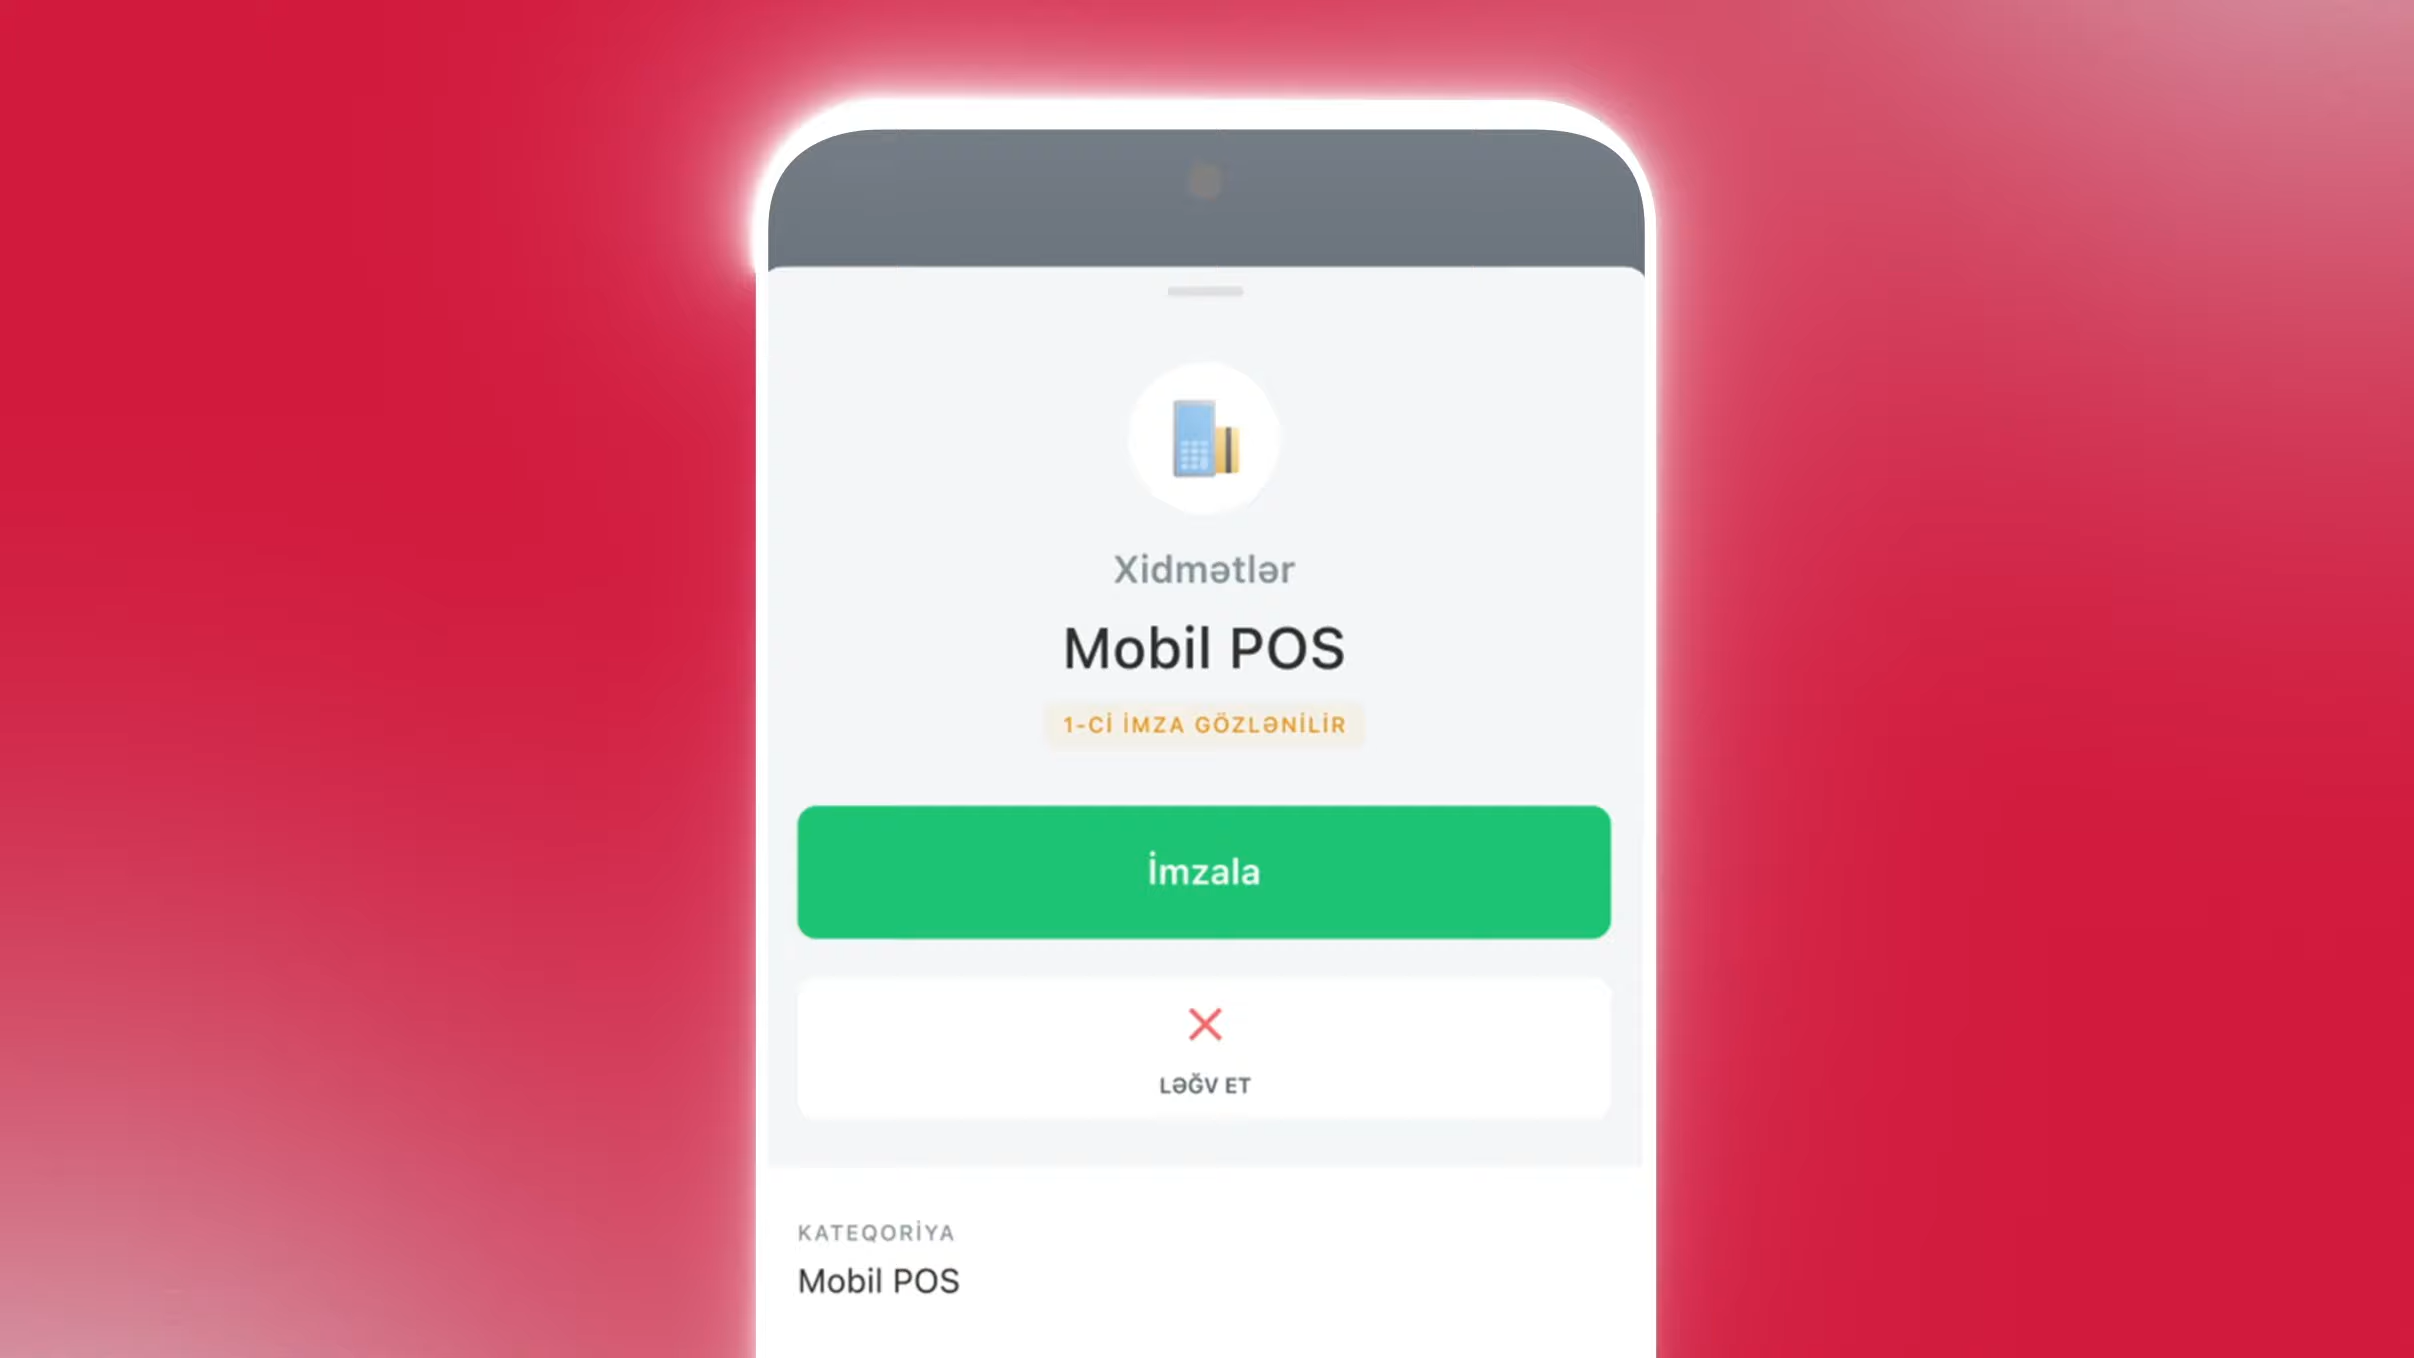 Xidmətlər
Mobil POS
1-Cİ İMZA GÖZLƏNİLİR
İmzala
LƏĞV ET
KATEQORİYA
Mobil POS